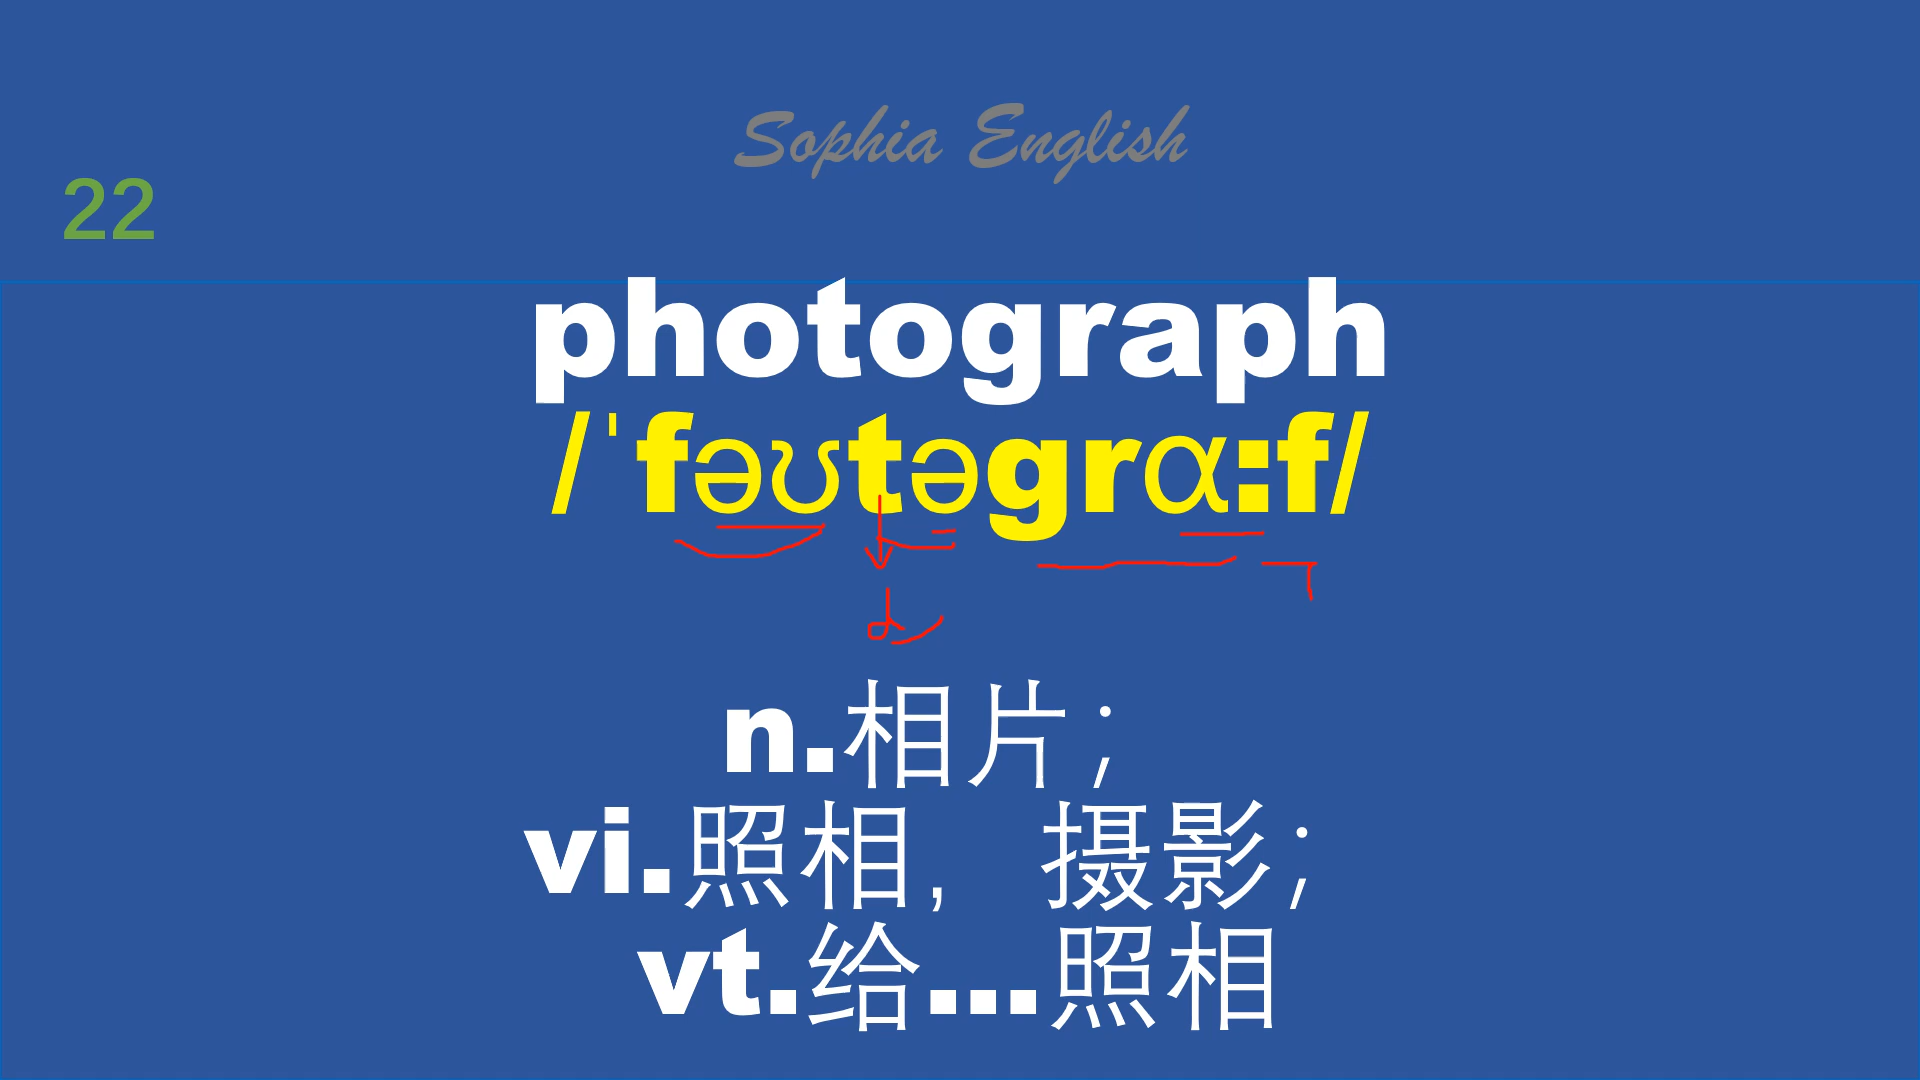 Sophia English
22
photograph
/ˈfəʊtəgrɑ:f/
n.相片；
vi.照相，摄影；
vt.给...照相